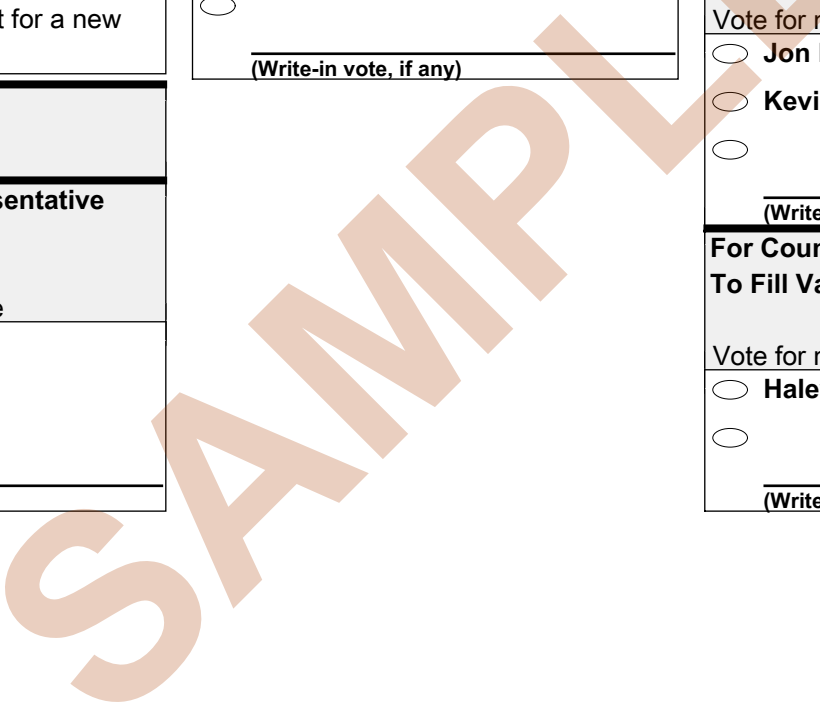 t for a new
sentative
e
(Write-in vote, if any)
Vote for
Jon
Kevi
(Write
For Coun
To Fill Va
Vote for
Hale
(Write
SAMPLE